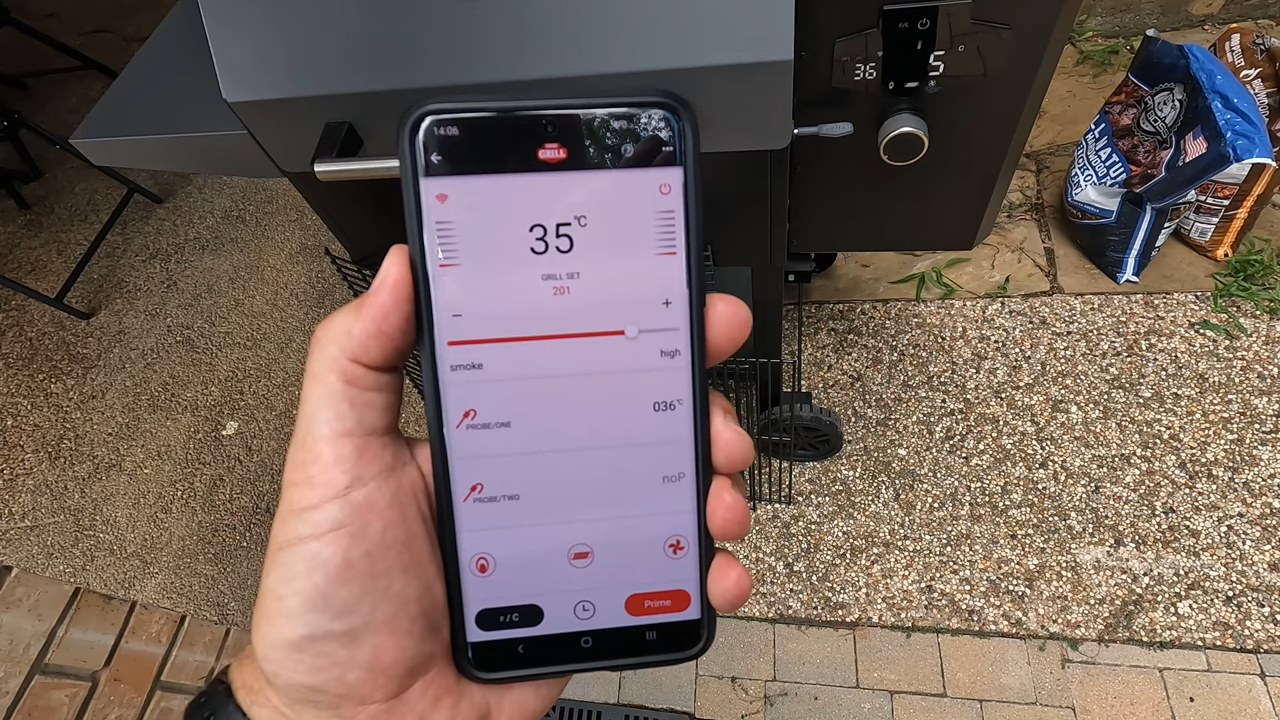 14:06
GRILL
35°C
GRILL SET
201
−
+
smoke
high
PROBE/ONE
036°C
PROBE/TWO
noP
F/C
Prime
F/C
36
5
C